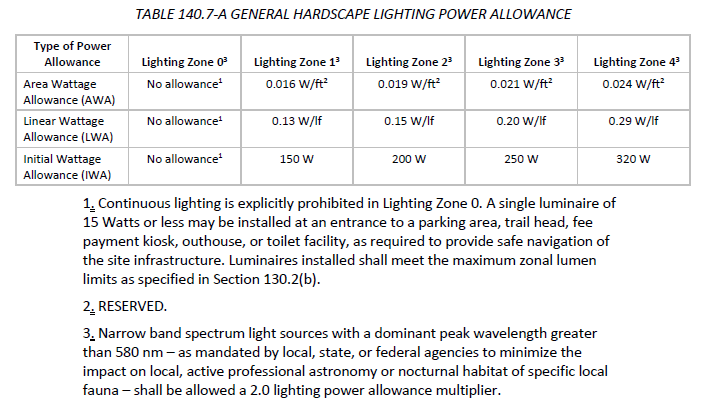 TABLE 140.7-A GENERAL HARDSCAPE LIGHTING POWER ALLOWANCE
Type of Power Allowance Lighting Zone 0³ Lighting Zone 1³ Lighting Zone 2³ Lighting Zone 3³ Lighting Zone 4³
Area Wattage Allowance (AWA) No allowance¹ 0.016 W/ft² 0.019 W/ft² 0.021 W/ft² 0.024 W/ft²
Linear Wattage Allowance (LWA) No allowance¹ 0.13 W/lf 0.15 W/lf 0.20 W/lf 0.29 W/lf
Initial Wattage Allowance (IWA) No allowance¹ 150 W 200 W 250 W 320 W
1. Continuous lighting is explicitly prohibited in Lighting Zone 0. A single luminaire of
15 Watts or less may be installed at an entrance to a parking area, trail head, fee
payment kiosk, outhouse, or toilet facility, as required to provide safe navigation of
the site infrastructure. Luminaires installed shall meet the maximum zonal lumen
limits as specified in Section 130.2(b).
2. RESERVED.
3. Narrow band spectrum light sources with a dominant peak wavelength greater
than 580 nm – as mandated by local, state, or federal agencies to minimize the
impact on local, active professional astronomy or nocturnal habitat of specific local
fauna – shall be allowed a 2.0 lighting power allowance multiplier.